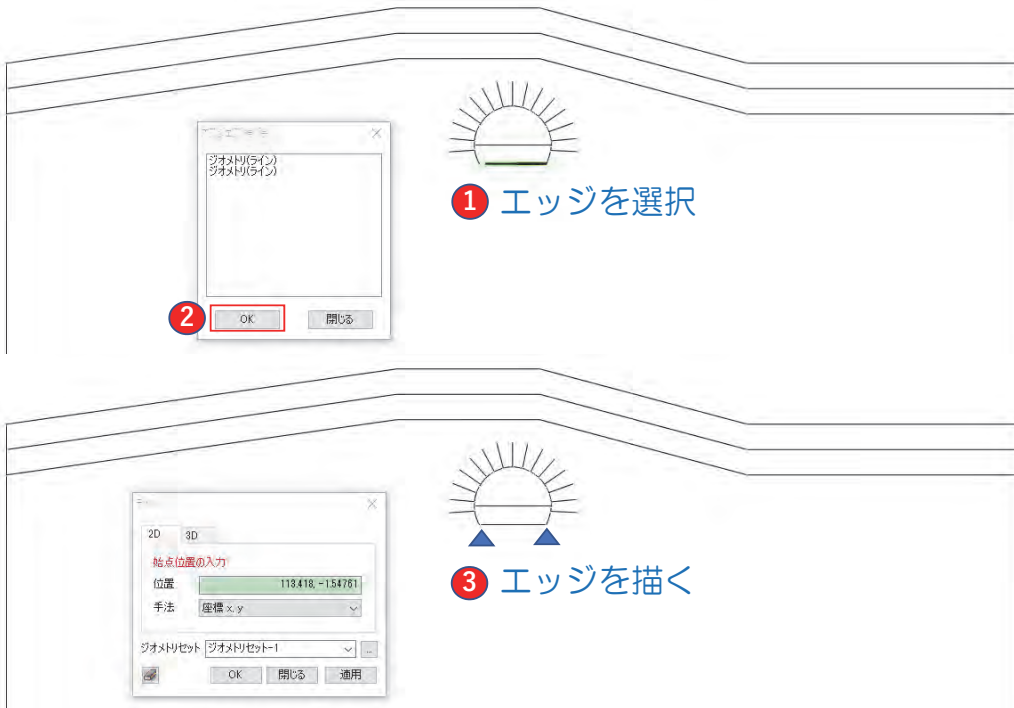 ジオメトリ(ライン)
ジオメトリ(ライン)
1 エッジを選択
2
OK 閉じる
2D 3D
始点位置の入力
位置 113.418, -1.54761
手法 座標 x, y
ジオメトリセット ジオメトリセット-1 ...
OK 閉じる 適用
3 エッジを描く